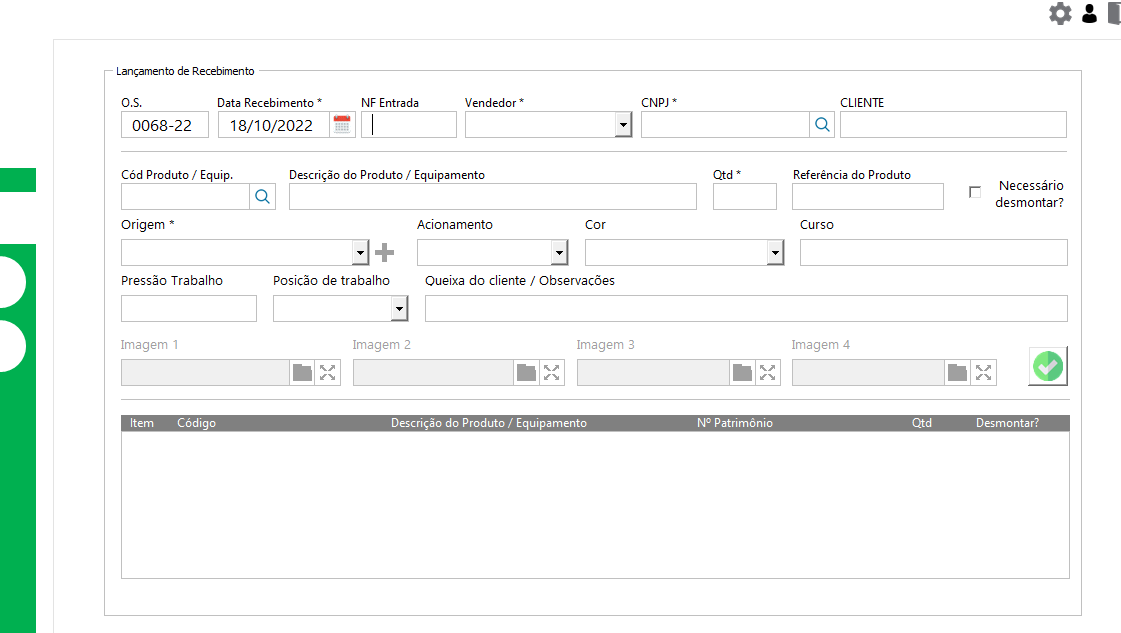 Lançamento de Recebimento
O.S. Data Recebimento * NF Entrada Vendedor * CNPJ * CLIENTE
0068-22 18/10/2022
Cód Produto / Equip. Descrição do Produto / Equipamento Qtd * Referência do Produto
Necessário
desmontar?
Origem * Acionamento Cor Curso
Pressão Trabalho Posicão de trabalho Queixa do cliente / Observações
Imagem 1 Imagem 2 Imagem 3 Imagem 4
Item Código Descrição do Produto / Equipamento Nº Patrimônio Qtd Desmontar?